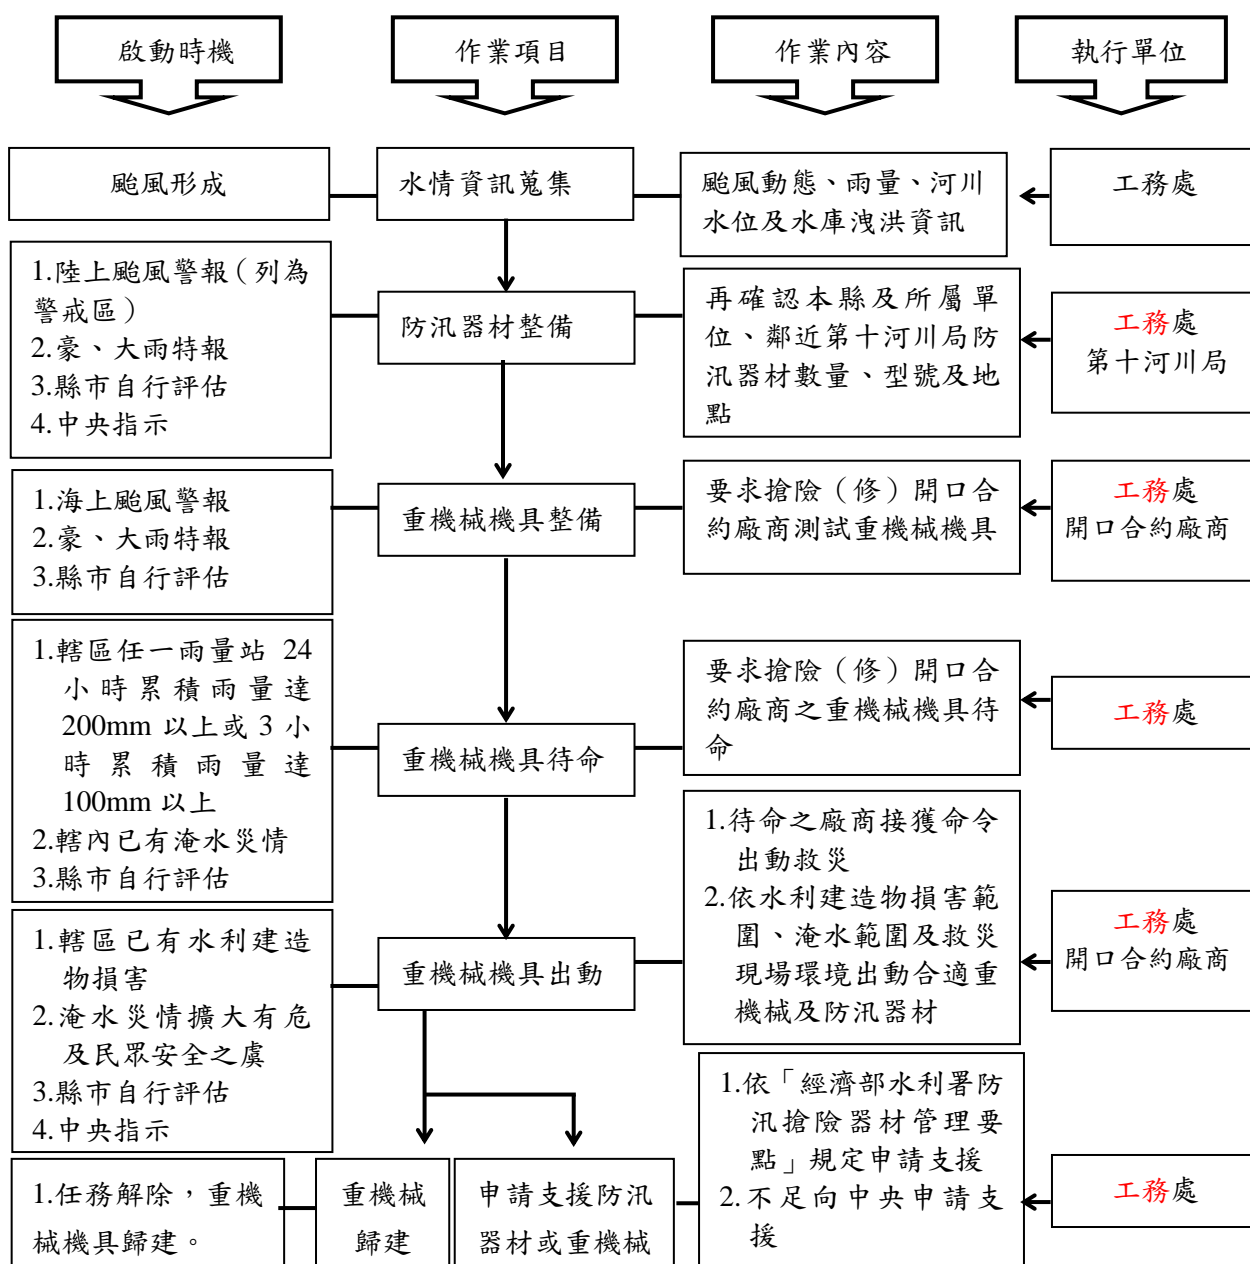 啟動時機
作業項目
作業內容
執行單位
颱風形成
水情資訊蒐集
颱風動態、雨量、河川
水位及水庫洩洪資訊
工務處
1.陸上颱風警報（列為
警戒區）
2.豪、大雨特報
3.縣市自行評估
4.中央指示
防汛器材整備
再確認本縣及所屬單
位、鄰近第十河川局防
汛器材數量、型號及地
點
工務處
第十河川局
1.海上颱風警報
2.豪、大雨特報
3.縣市自行評估
重機械機具整備
要求搶險（修）開口合
約廠商測試重機械機具
工務處
開口合約廠商
1.轄區任一雨量站 24
小時累積雨量達
200mm 以上或 3 小
時累積雨量達
100mm 以上
2.轄內已有淹水災情
3.縣市自行評估
重機械機具待命
要求搶險（修）開口合
約廠商之重機械機具待
命
工務處
1.轄區已有水利建造
物損害
2.淹水災情擴大有危
及民眾安全之虞
3.縣市自行評估
4.中央指示
重機械機具出動
1.待命之廠商接獲命令
出動救災
2.依水利建造物損害範
圍、淹水範圍及救災
現場環境出動合適重
機械及防汛器材
工務處
開口合約廠商
1.任務解除，重機
械機具歸建。
重機械
歸建
申請支援防汛
器材或重機械
1.依「經濟部水利署防
汛搶險器材管理要
點」規定申請支援
2.不足向中央申請支
援
工務處